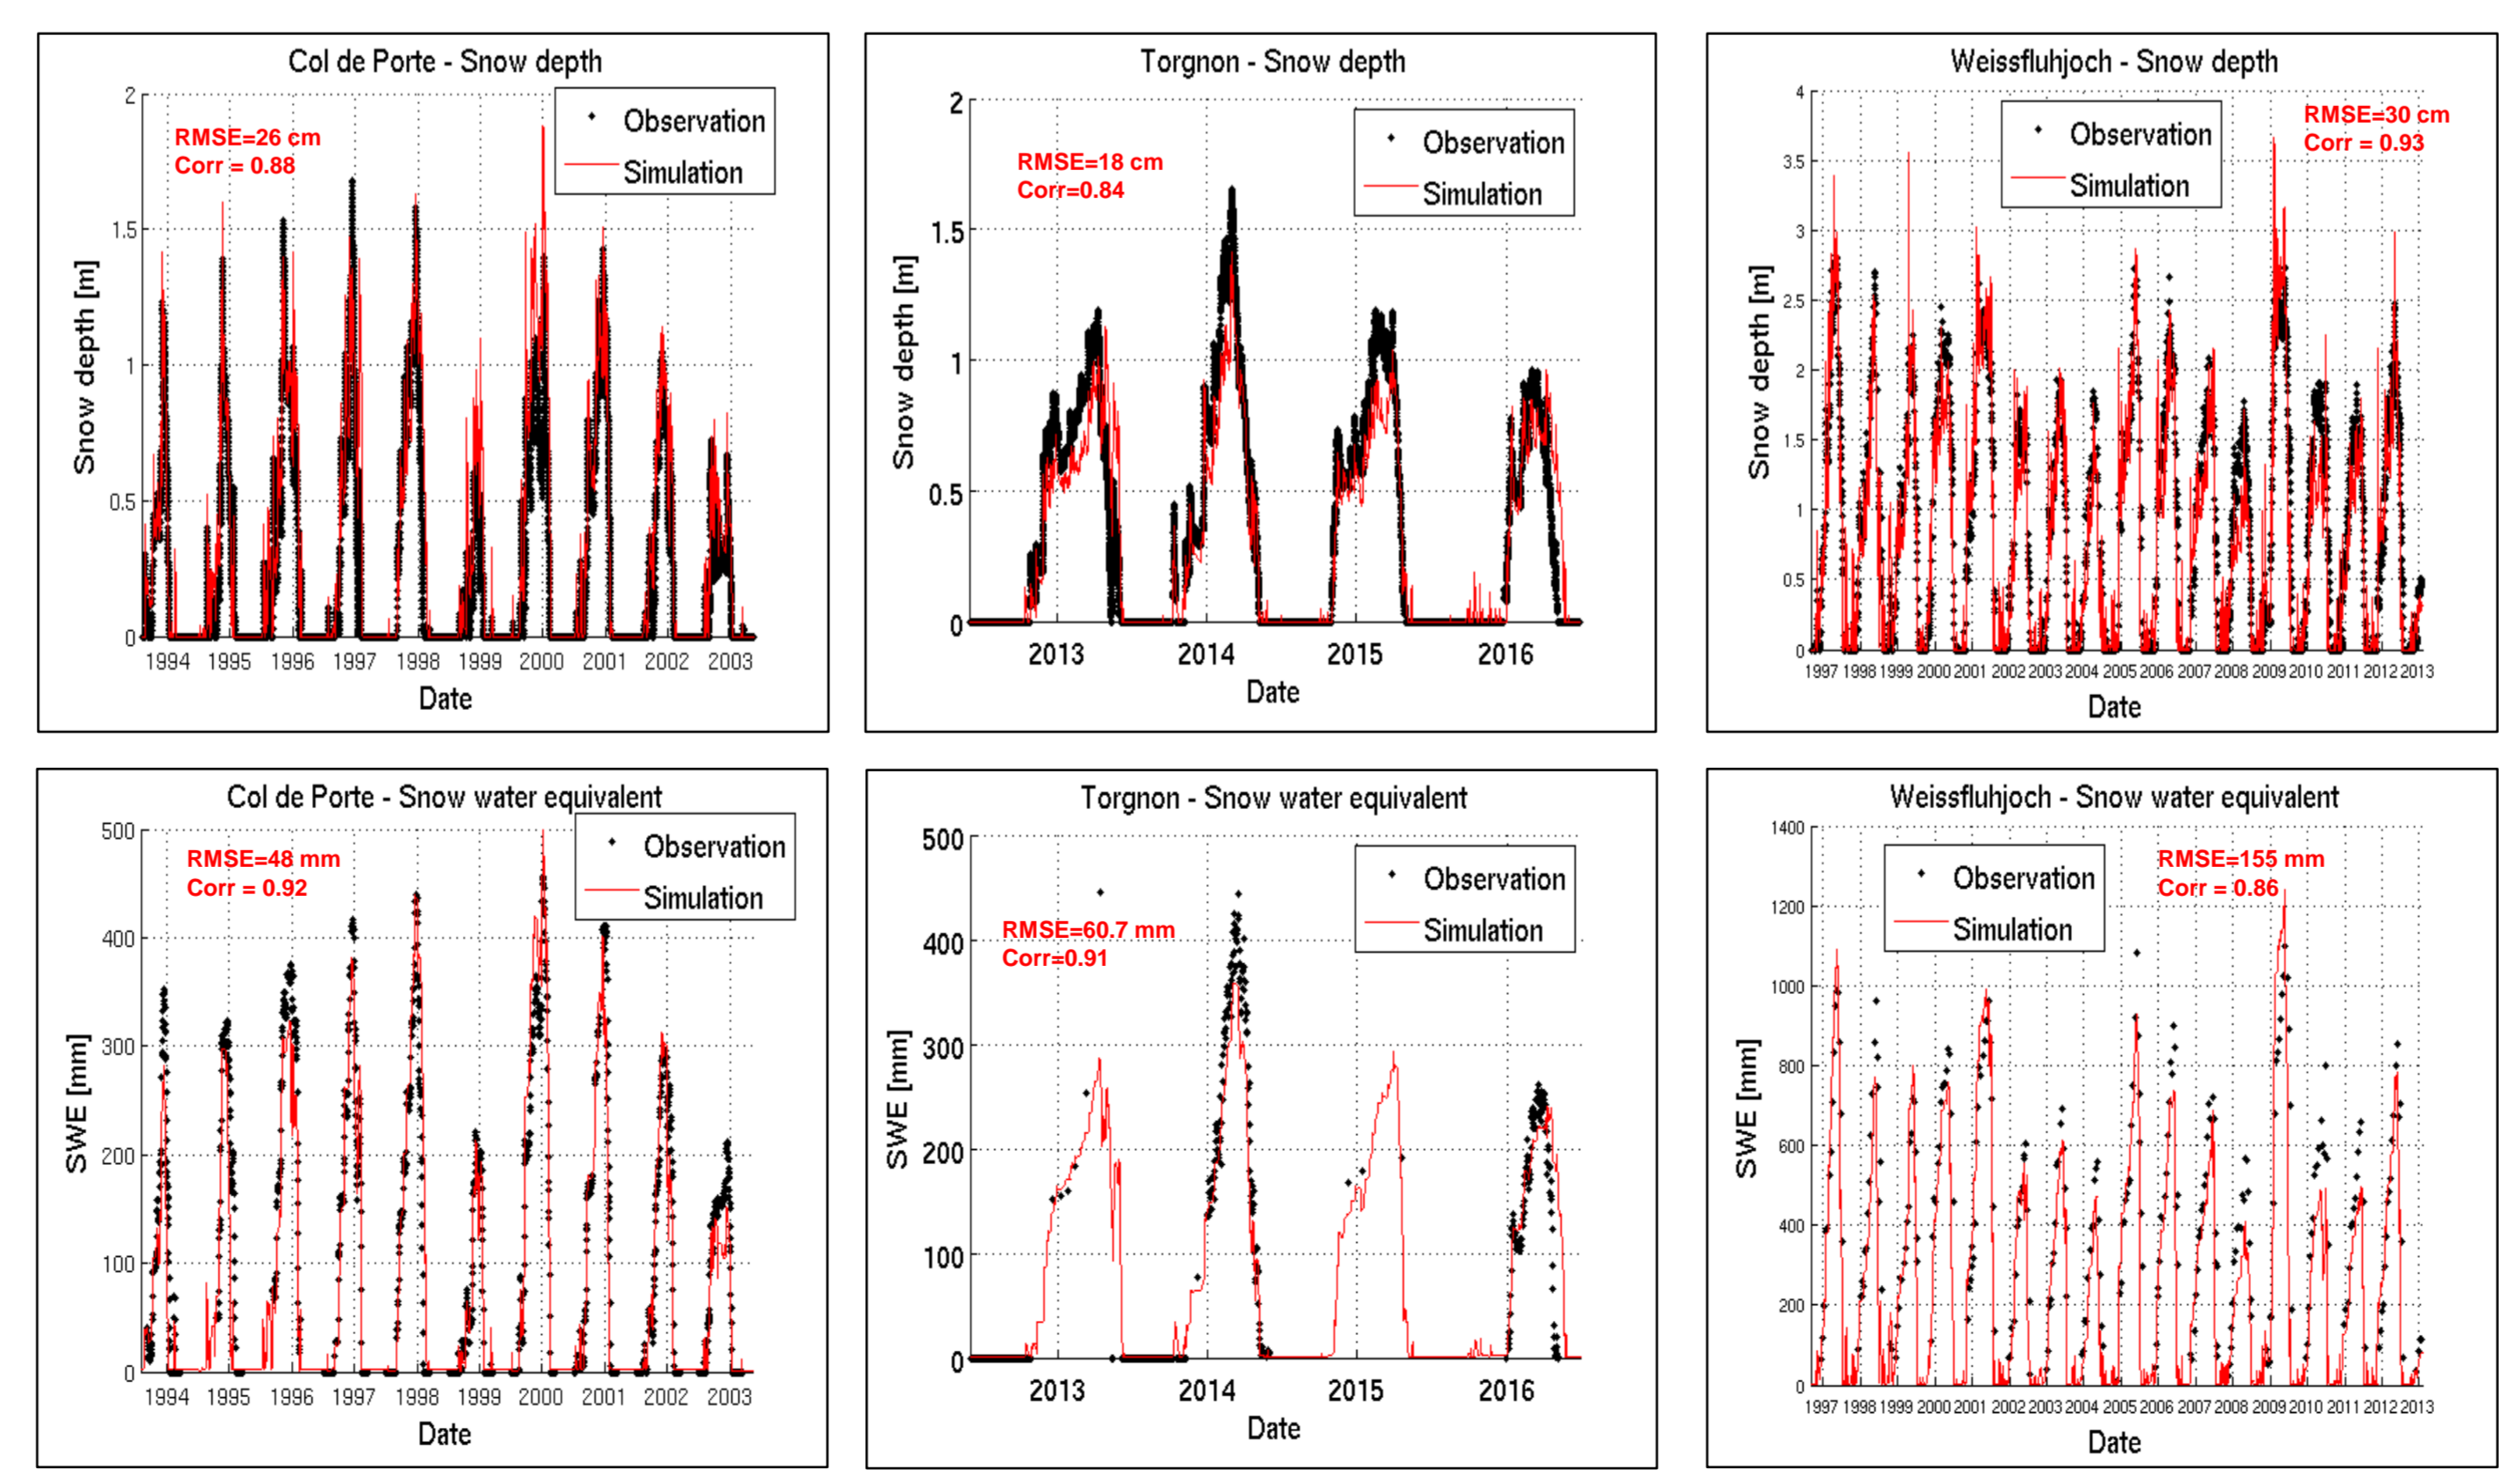 Col de Porte - Snow depth
2
1.5
1
0.5
0
Snow depth [m]
RMSE=26 cm
Corr = 0.88
Observation
Simulation
1994 1995 1996 1997 1998 1999 2000 2001 2002 2003
Date
Torgnon - Snow depth
2
1.5
1
0.5
0
Snow depth [m]
RMSE=18 cm
Corr=0.84
Observation
Simulation
2013 2014 2015 2016
Date
Weissfluhjoch - Snow depth
4
3.5
3
2.5
2
1.5
1
0.5
0
Snow depth [m]
Observation
Simulation
RMSE=30 cm
Corr = 0.93
1997 1998 1999 2000 2001 2002 2003 2004 2005 2006 2007 2008 2009 2010 2011 2012 2013
Date
Col de Porte - Snow water equivalent
500
400
300
200
100
0
SWE [mm]
RMSE=48 mm
Corr = 0.92
Observation
Simulation
1994 1995 1996 1997 1998 1999 2000 2001 2002 2003
Date
Torgnon - Snow water equivalent
500
400
300
200
100
0
SWE [mm]
RMSE=60.7 mm
Corr=0.91
Observation
Simulation
2013 2014 2015 2016
Date
Weissfluhjoch - Snow water equivalent
1400
1200
1000
800
600
400
200
0
SWE [mm]
Observation
Simulation
RMSE=155 mm
Corr = 0.86
1997 1998 1999 2000 2001 2002 2003 2004 2005 2006 2007 2008 2009 2010 2011 2012 2013
Date